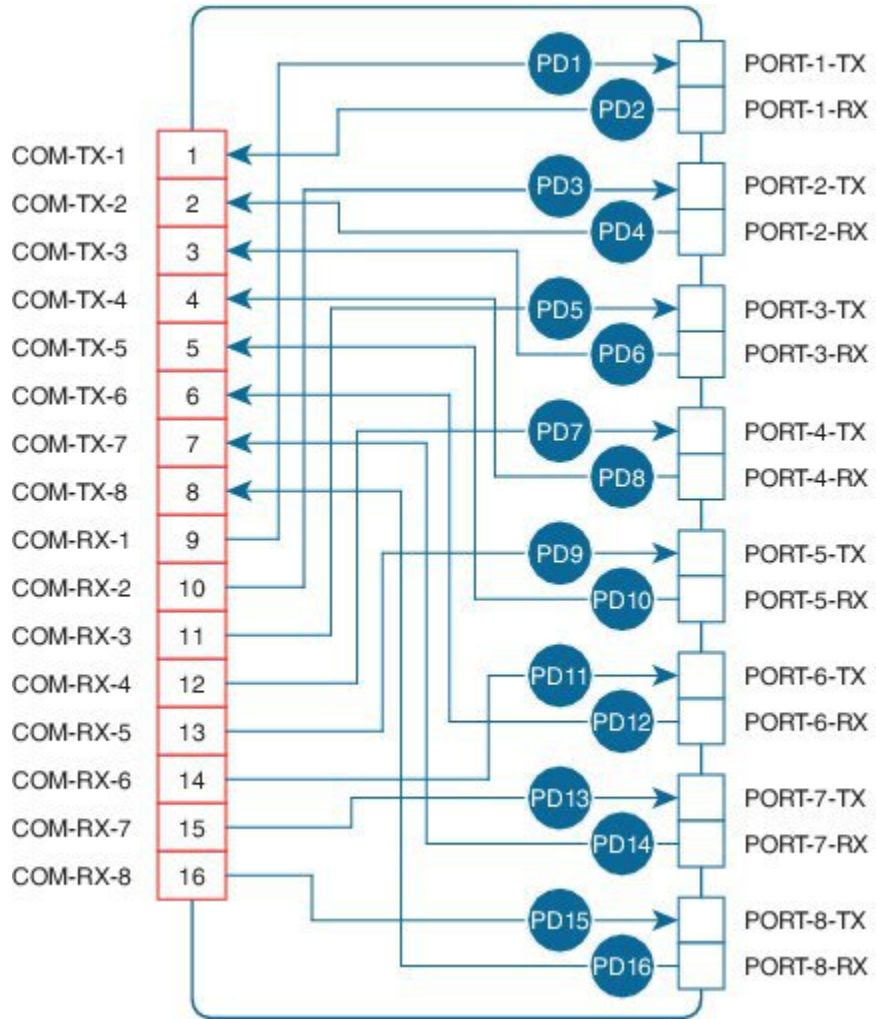 PD1 PORT-1-TX
PD2 PORT-1-RX
COM-TX-1 1
PD3 PORT-2-TX
COM-TX-2 2
PD4 PORT-2-RX
COM-TX-3 3
COM-TX-4 4
PD5 PORT-3-TX
COM-TX-5 5
PD6 PORT-3-RX
COM-TX-6 6
PD7 PORT-4-TX
COM-TX-7 7
PD8 PORT-4-RX
COM-TX-8 8
COM-RX-1 9
PD9 PORT-5-TX
COM-RX-2 10
PD10 PORT-5-RX
COM-RX-3 11
PD11 PORT-6-TX
COM-RX-4 12
PD12 PORT-6-RX
COM-RX-5 13
COM-RX-6 14
PD13 PORT-7-TX
COM-RX-7 15
PD14 PORT-7-RX
COM-RX-8 16
PD15 PORT-8-TX
PD16 PORT-8-RX